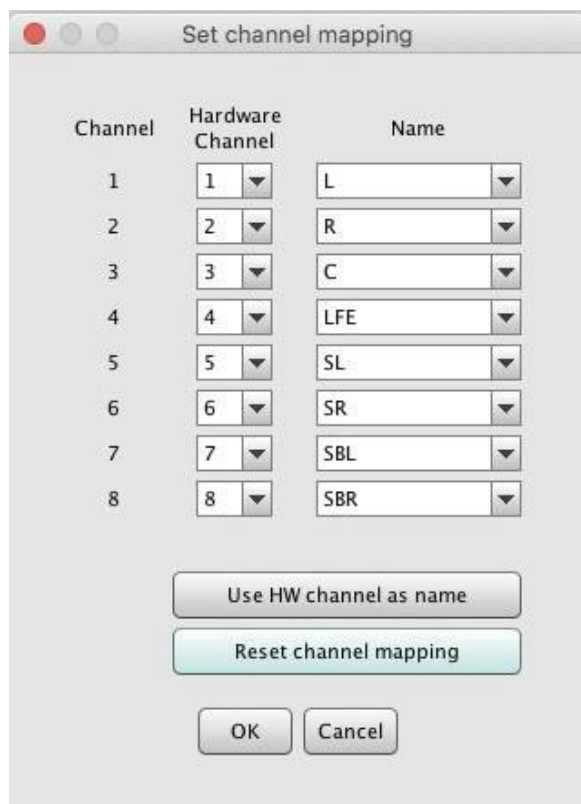 Set channel mapping
Channel Hardware Channel Name
1 1 L
2 2 R
3 3 C
4 4 LFE
5 5 SL
6 6 SR
7 7 SBL
8 8 SBR
Use HW channel as name
Reset channel mapping
OK Cancel